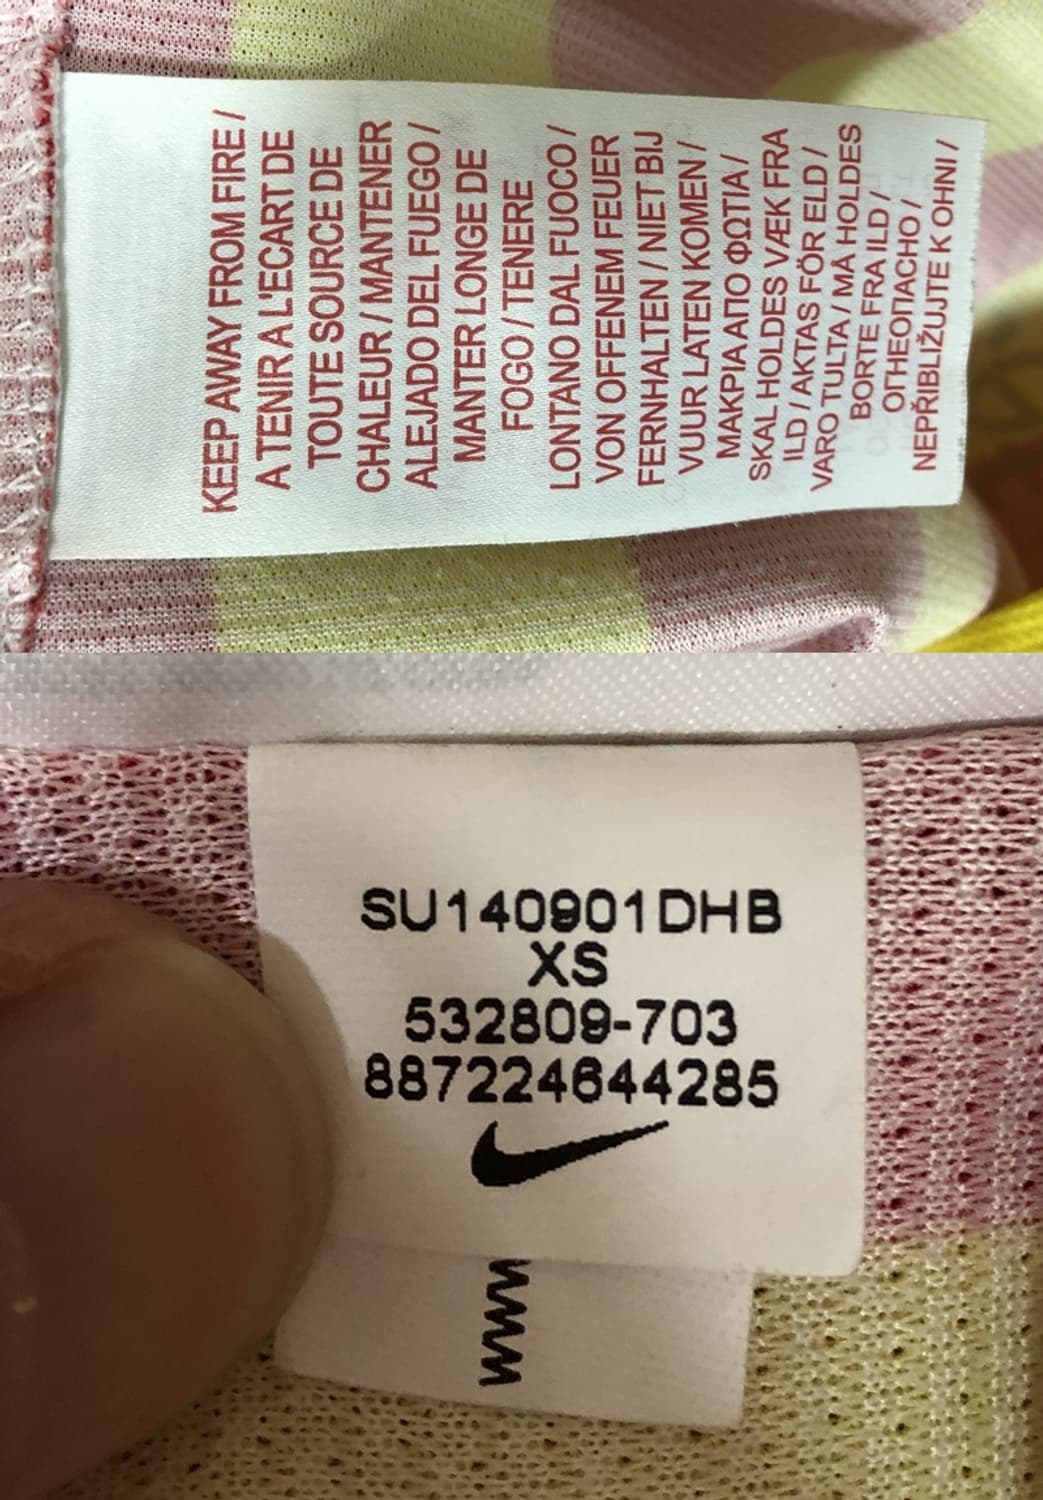 KEEP AWAY FROM FIRE /
A TENIR A L'ECART DE
TOUTE SOURCE DE
CHALEUR / MANTENER
ALEJADO DEL FUEGO /
MANTER LONGE DE
FOGO / TENERE
LONTANO DAL FUOCO /
VON OFFENEM FEUER
FERNHALTEN / NIET BIJ
VUUR LATEN KOMEN /
ΜΑΚΡΙΑ ΑΠΟ ΦΩΤΙΑ /
SKAL HOLDES VÆK FRA
ILD / AKTAS FÖR ELD /
VARO TULTA / MÅ HOLDES
BORTE FRA ILD /
ОГНЕОПАСНО /
NEPŘIBLIŽUJTE K OHNI /
SU140901DHB
XS
532809-703
887224644285
www